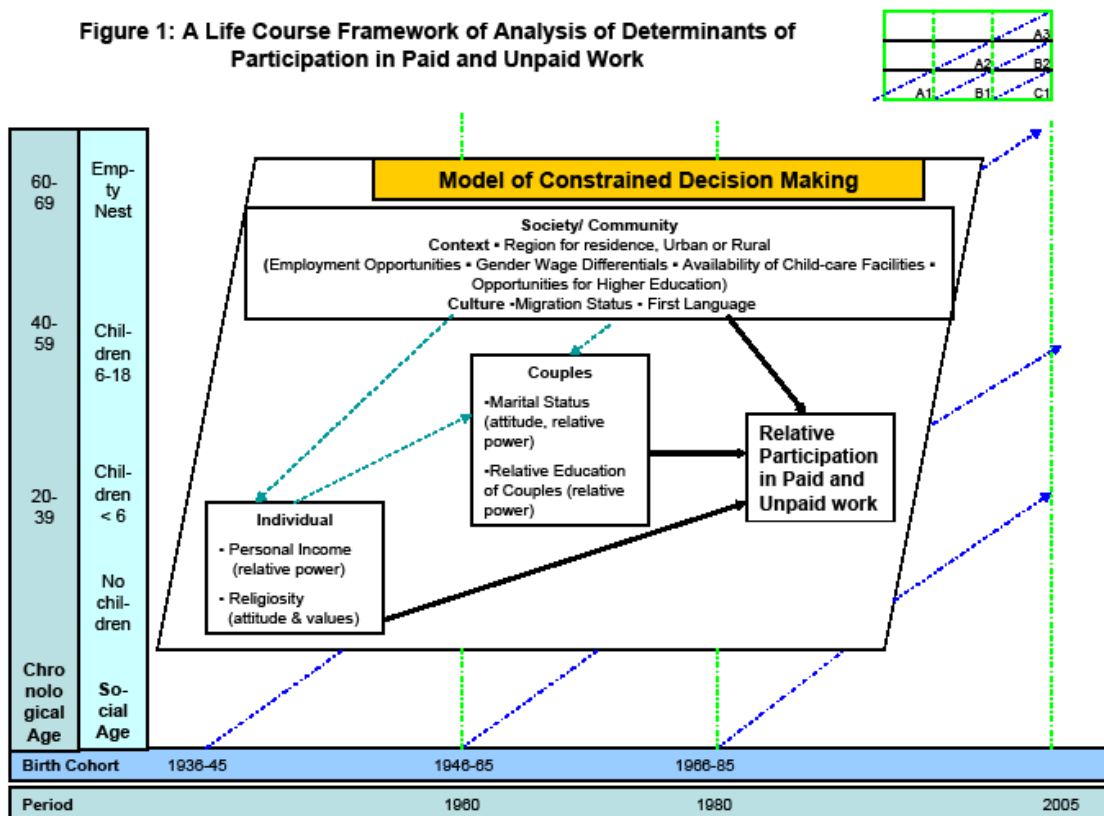 Figure 1: A Life Course Framework of Analysis of Determinants of
Participation in Paid and Unpaid Work
A3
A2
B2
A1
B1
C1
60-
69
Emp-
ty
Nest
40-
59
Chil-
dren
6-18
20-
39
Chil-
dren
< 6
No
chil-
dren
Chro
nolo
gical
Age
So-
cial
Age
Model of Constrained Decision Making
Society/ Community
Context ▪ Region for residence, Urban or Rural
(Employment Opportunities ▪ Gender Wage Differentials ▪ Availability of Child-care Facilities ▪
Opportunities for Higher Education)
Culture ▪Migration Status ▪ First Language
Couples
▪Marital Status
(attitude, relative
power)
▪Relative Education
of Couples (relative
power)
Individual
▪ Personal Income
(relative power)
▪ Religiosity
(attitude & values)
Relative
Participation
in Paid and
Unpaid work
Birth Cohort 1936-45 1946-65 1966-85
Period 1960 1980 2005